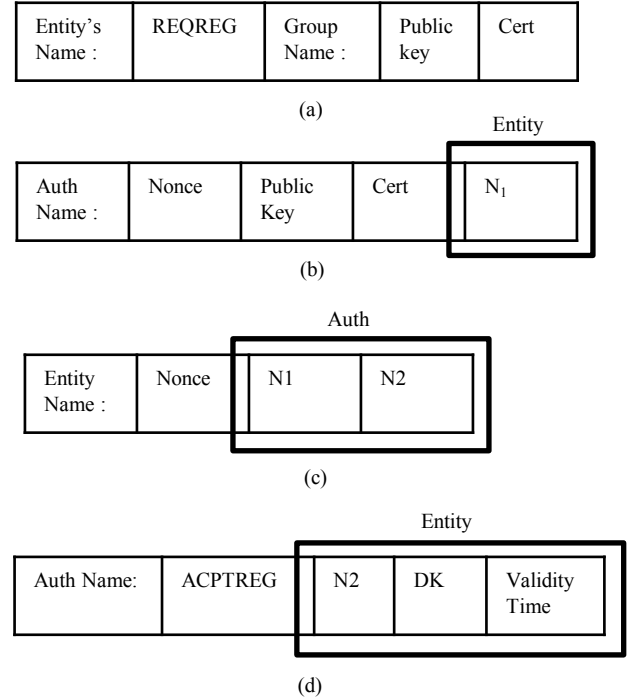 Entity's REQREG Group Public Cert
Name : Name : key
(a)
Entity
Auth Nonce Public Cert N₁
Name : Key
(b)
Auth
Entity Nonce N1 N2
Name :
(c)
Entity
Auth Name: ACPTREG N2 DK Validity
Time
(d)